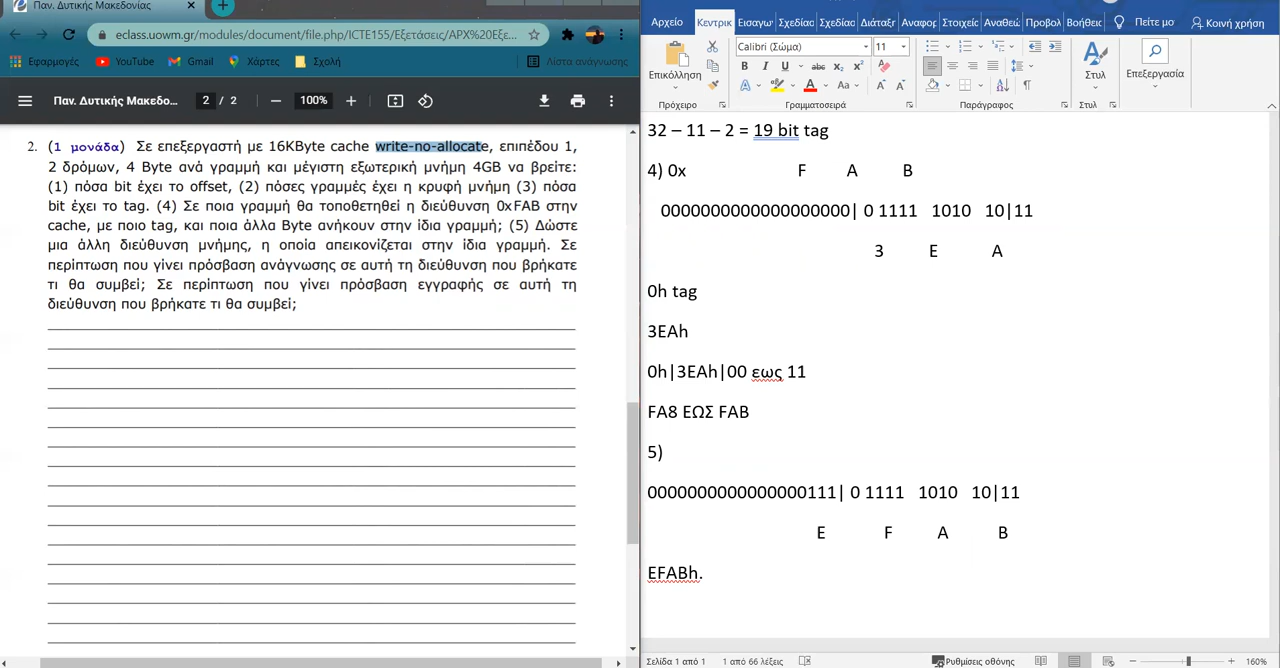 Παν. Δυτικής Μακεδονίας
eclass.uowm.gr/modules/document/file.php/ICTE155/Εξετάσεις/ΑΡΧ%20Εξε...
Εφαρμογές YouTube Gmail Χάρτες Σχολή Λίστα ανάγνωσης
Παν. Δυτικής Μακεδο... 2 / 2 100%
2. (1 μονάδα) Σε επεξεργαστή με 16KByte cache write-no-allocate, επιπέδου 1,
2 δρόμων, 4 Byte ανά γραμμή και μέγιστη εξωτερική μνήμη 4GB να βρείτε:
(1) πόσα bit έχει το offset, (2) πόσες γραμμές έχει η κρυφή μνήμη (3) πόσα
bit έχει το tag. (4) Σε ποια γραμμή θα τοποθετηθεί η διεύθυνση 0xFAB στην
cache, με ποιο tag, και ποια άλλα Byte ανήκουν στην ίδια γραμμή; (5) Δώστε
μια άλλη διεύθυνση μνήμης, η οποία απεικονίζεται στην ίδια γραμμή. Σε
περίπτωση που γίνει πρόσβαση ανάγνωσης σε αυτή τη διεύθυνση που βρήκατε
τι θα συμβεί; Σε περίπτωση που γίνει πρόσβαση εγγραφής σε αυτή τη
διεύθυνση που βρήκατε τι θα συμβεί;
Αρχείο Κεντρικ Εισαγωγ Σχεδίασ Σχεδίασ Διάταξη Αναφορ Στοιχείς Αναθεώ Προβολ Βοήθεις Πείτε μο Κοινή χρήση
Επικόλληση Calibri (Σώμα) 11 Στυλ Επεξεργασία
Πρόχειρο Γραμματοσειρά Παράγραφος Στυλ
32 – 11 – 2 = 19 bit tag
4) 0x F A B
0000000000000000000| 0 1111 1010 10|11
3 E A
0h tag
3EAh
0h|3EAh|00 εως 11
FA8 ΕΩΣ FAB
5)
0000000000000000111| 0 1111 1010 10|11
E F A B
EFABh.
Σελίδα 1 από 1 1 από 66 λέξεις Ρυθμίσεις οθόνης 160%